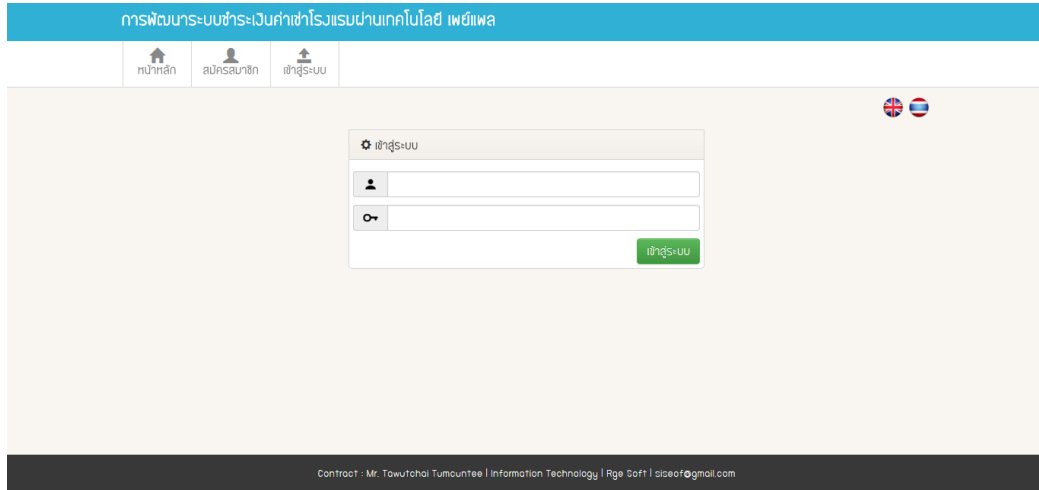 การพัฒนาระบบชำระเงินค่าเช่าโรงแรมผ่านเทคโนโลยี เพย์แพล
หน้าหลัก สมัครสมาชิก เข้าสู่ระบบ
เข้าสู่ระบบ
เข้าสู่ระบบ
Contract : Mr. Tawutchai Tumcuntee | Information Technology | Rge Soft | siseof@gmail.com